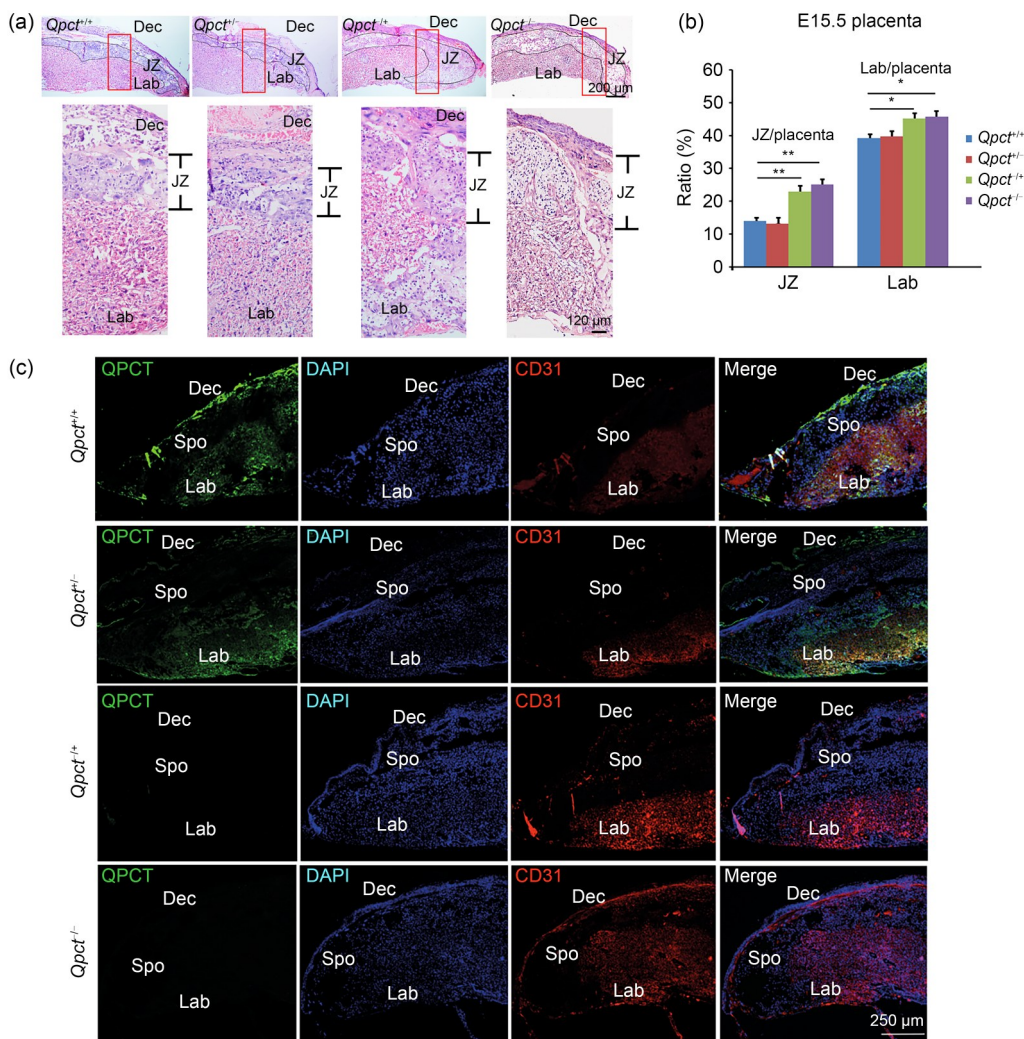 (a)
Qpct+/+ Dec JZ Lab
Qpct+/− Dec JZ Lab
Qpct−/+ Dec JZ Lab
Qpct−/− Dec JZ Lab 200 μm
Dec JZ Lab
Dec JZ Lab
Dec JZ Lab
Dec JZ Lab 120 μm
(b) E15.5 placenta
Ratio (%)
60
50
40
30
20
10
0
JZ/placenta
**
**
Lab/placenta
*
*
JZ Lab
Qpct+/+
Qpct+/−
Qpct−/+
Qpct−/−
(c)
Qpct+/+
QPCT Dec Spo Lab
DAPI Dec Spo Lab
CD31 Dec Spo Lab
Merge Dec Spo Lab
Qpct+/−
QPCT Dec Spo Lab
DAPI Dec Spo Lab
CD31 Dec Spo Lab
Merge Dec Spo Lab
Qpct−/+
QPCT Dec Spo Lab
DAPI Dec Spo Lab
CD31 Dec Spo Lab
Merge Dec Spo Lab
Qpct−/−
QPCT Dec Spo Lab
DAPI Dec Spo Lab
CD31 Dec Spo Lab
Merge Dec Spo Lab
250 μm